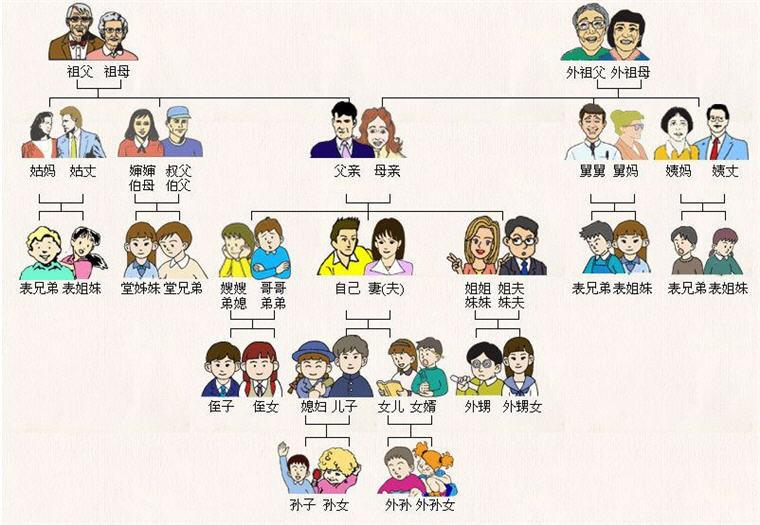 祖父 祖母 外祖父 外祖母
姑妈 姑丈 婶婶 叔父 父亲 母亲 舅舅 舅妈 姨妈 姨丈
伯母 伯父
表兄弟 表姐妹 堂姊妹 堂兄弟 嫂嫂 哥哥 自己 妻(夫) 姐姐 姐夫 表兄弟 表姐妹 表兄弟 表姐妹
弟媳 弟弟 妹妹 妹夫
侄子 侄女 媳妇 儿子 女儿 女婿 外甥 外甥女
孙子 孙女 外孙 外孙女